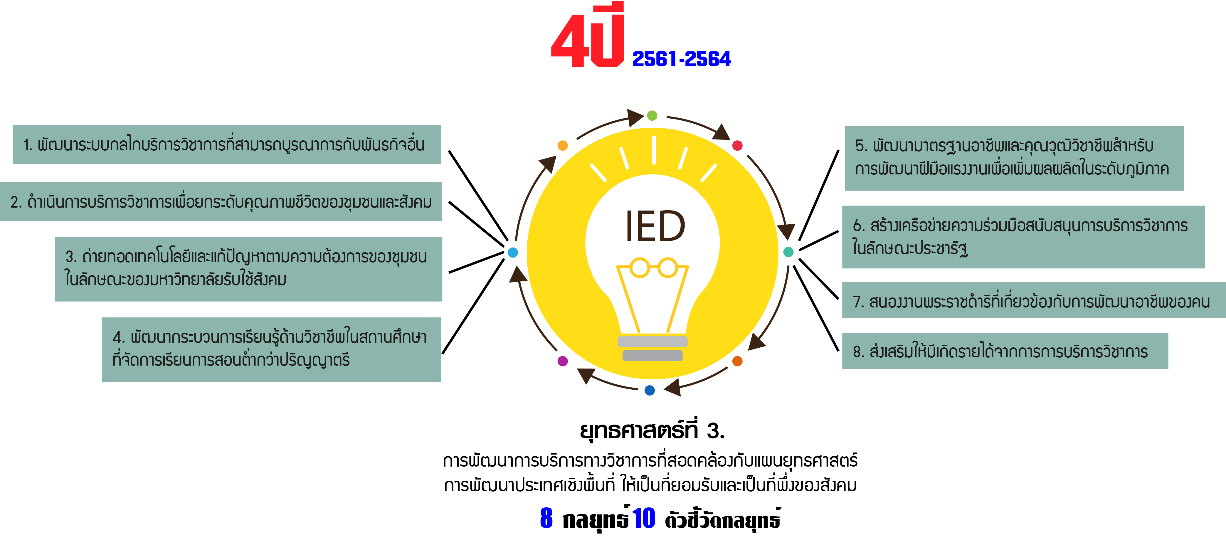 4ปี 2561-2564
1. พัฒนาระบบกลไกบริการวิชาการที่สามารถบูรณาการกับพันธกิจอื่น
2. ดำเนินการบริการวิชาการเพื่อยกระดับคุณภาพชีวิตของชุมชนและสังคม
3. ถ่ายทอดเทคโนโลยีและแก้ปัญหาตามความต้องการของชุมชน
ในลักษณะของมหาวิทยาลัยรับใช้สังคม
4. พัฒนากระบวนการเรียนรู้ด้านวิชาชีพในสถานศึกษา
ที่จัดการเรียนการสอนต่ำกว่าปริญญาตรี
IED
5. พัฒนามาตรฐานอาชีพและคุณวุฒิวิชาชีพสำหรับ
การพัฒนาฝีมือแรงงานเพื่อเพิ่มผลผลิตในระดับภูมิภาค
6. สร้างเครือข่ายความร่วมมือสนับสนุนการบริการวิชาการ
ในลักษณะประชารัฐ
7. สนองงานพระราชดำริที่เกี่ยวข้องกับการพัฒนาอาชีพของคน
8. ส่งเสริมให้มีเกิดรายได้จากการการบริการวิชาการ
ยุทธศาสตร์ที่ 3.
การพัฒนาการบริการทางวิชาการที่สอดคล้องกับแผนยุทธศาสตร์
การพัฒนาประเทศเชิงพื้นที่ ให้เป็นที่ยอมรับและเป็นที่พึ่งของสังคม
8 กลยุทธ์ 10 ตัวชี้วัดกลยุทธ์